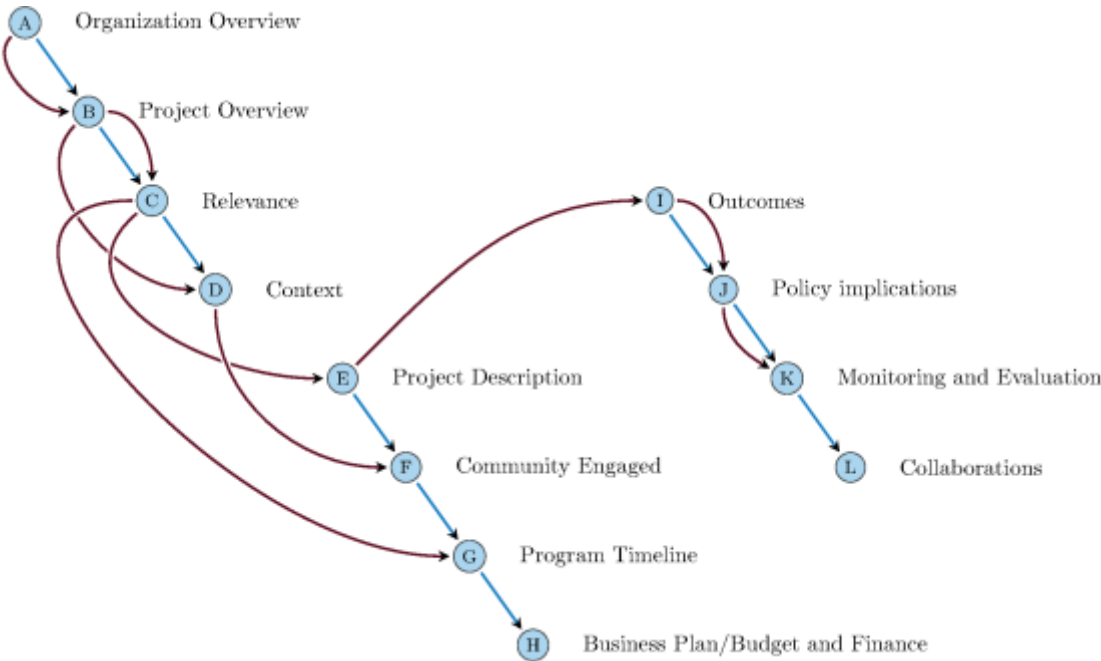 A Organization Overview
B Project Overview
C Relevance
D Context
E Project Description
F Community Engaged
G Program Timeline
H Business Plan/Budget and Finance
I Outcomes
J Policy implications
K Monitoring and Evaluation
L Collaborations